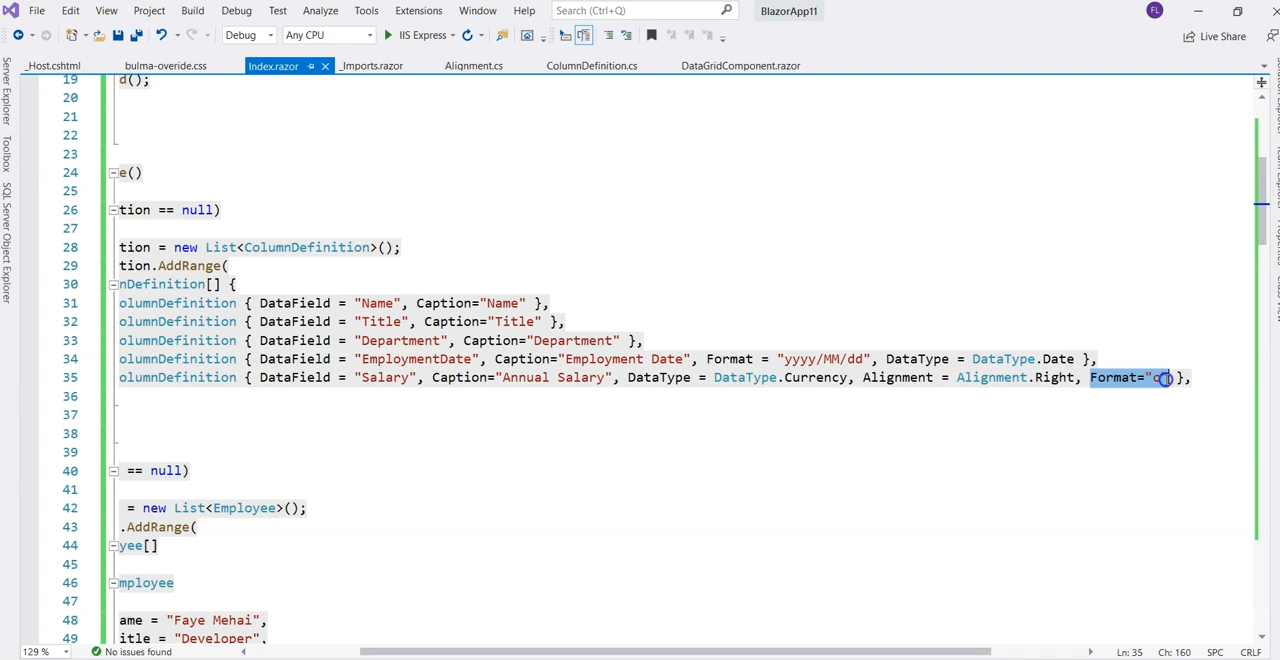 File Edit View Project Build Debug Test Analyze Tools Extensions Window Help Search (Ctrl+Q) BlazorApp11 FL
Debug Any CPU IIS Express Live Share
_Host.cshtml bulma-overide.css Index.razor _Imports.razor Alignment.cs ColumnDefinition.cs DataGridComponent.razor
Server Explorer
Toolbox
SQL Server Object Explorer
19 d();
20
21
22
23
24 e()
25
26 tion == null)
27
28 tion = new List<ColumnDefinition>();
29 tion.AddRange(
30 nDefinition[] {
31 olumnDefinition { DataField = "Name", Caption="Name" },
32 olumnDefinition { DataField = "Title", Caption="Title" },
33 olumnDefinition { DataField = "Department", Caption="Department" },
34 olumnDefinition { DataField = "EmploymentDate", Caption="Employment Date", Format = "yyyy/MM/dd", DataType = DataType.Date },
35 olumnDefinition { DataField = "Salary", Caption="Annual Salary", DataType = DataType.Currency, Alignment = Alignment.Right, Format="c" },
36
37
38
39
40 == null)
41
42 = new List<Employee>();
43 .AddRange(
44 yee[]
45
46 mployee
47
48 ame = "Faye Mehai",
49 itle = "Developer",
129 % No issues found Ln: 35 Ch: 160 SPC CRLF